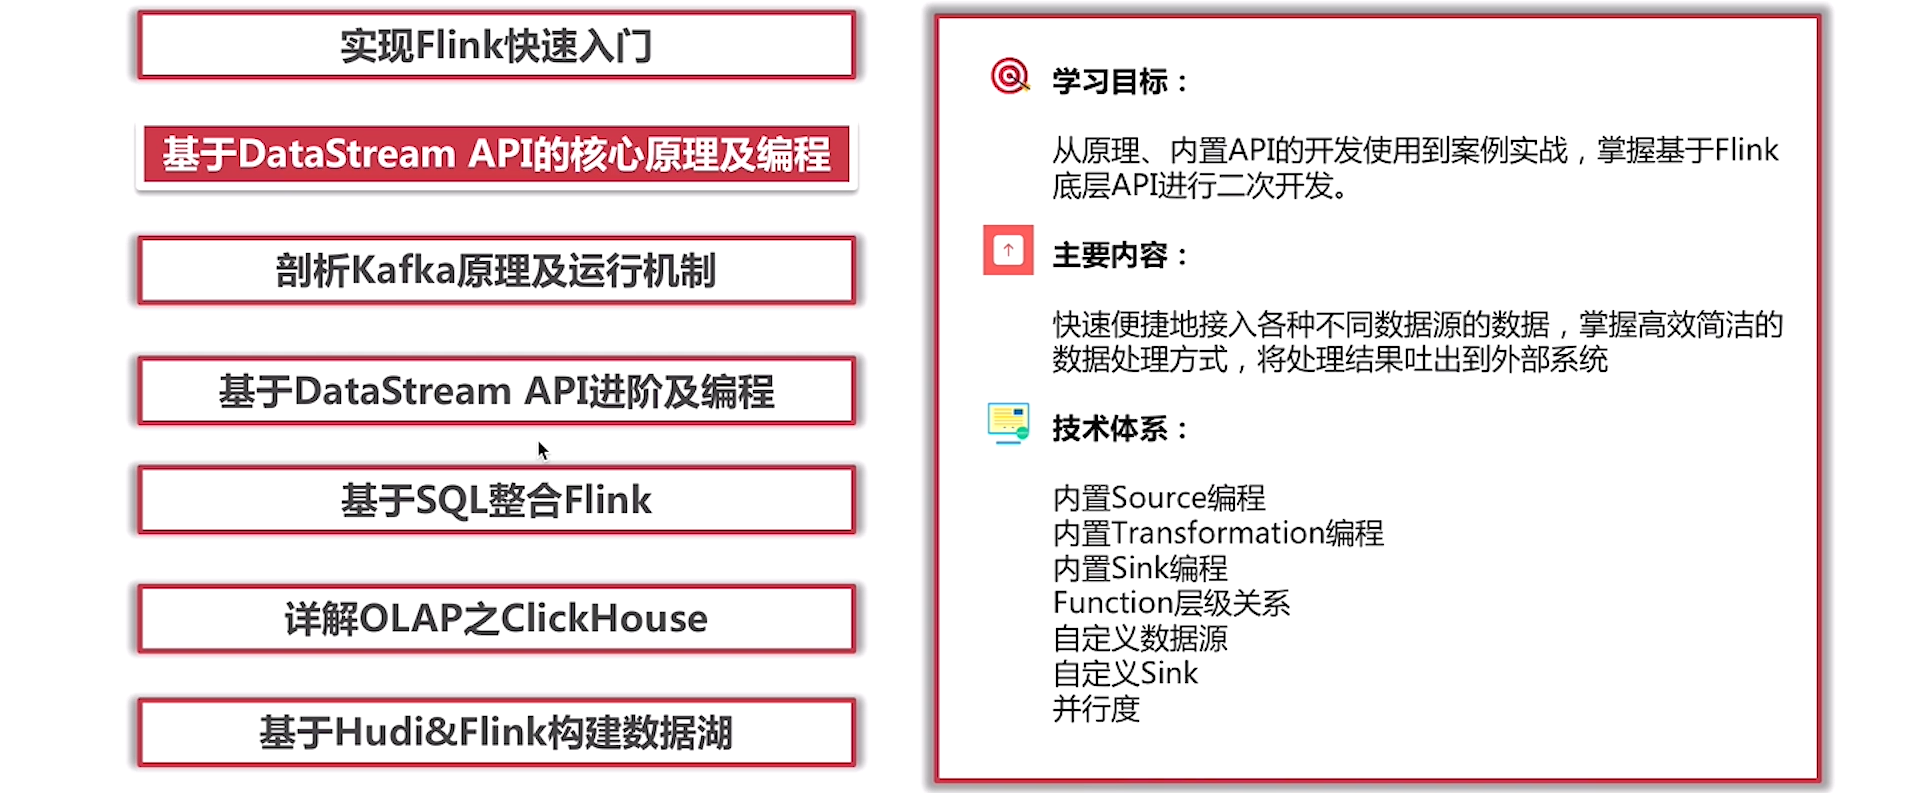 实现Flink快速入门
基于DataStream API的核心原理及编程
剖析Kafka原理及运行机制
基于DataStream API进阶及编程
基于SQL整合Flink
详解OLAP之ClickHouse
基于Hudi&Flink构建数据湖
学习目标：
从原理、内置API的开发使用到案例实战，掌握基于Flink
底层API进行二次开发。
主要内容：
快速便捷地接入各种不同数据源的数据，掌握高效简洁的
数据处理方式，将处理结果吐出到外部系统
技术体系：
内置Source编程
内置Transformation编程
内置Sink编程
Function层级关系
自定义数据源
自定义Sink
并行度